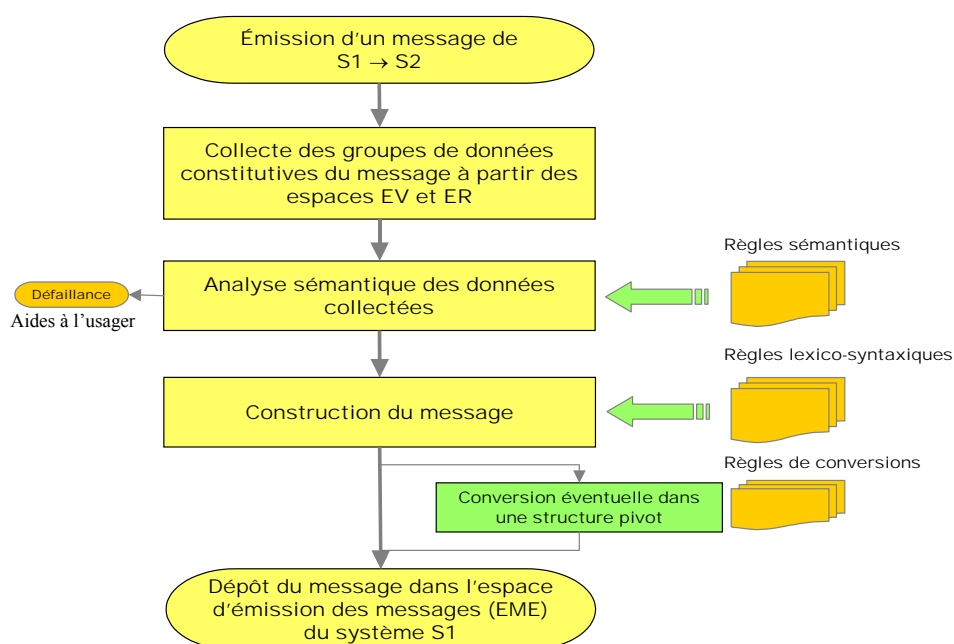 Émission d'un message de
S1 → S2
Collecte des groupes de données
constitutives du message à partir des
espaces EV et ER
Règles sémantiques
Analyse sémantique des données
collectées
Défaillance
Aides à l'usager
Règles lexico-syntaxiques
Construction du message
Règles de conversions
Conversion éventuelle dans
une structure pivot
Dépôt du message dans l'espace
d'émission des messages (EME)
du système S1